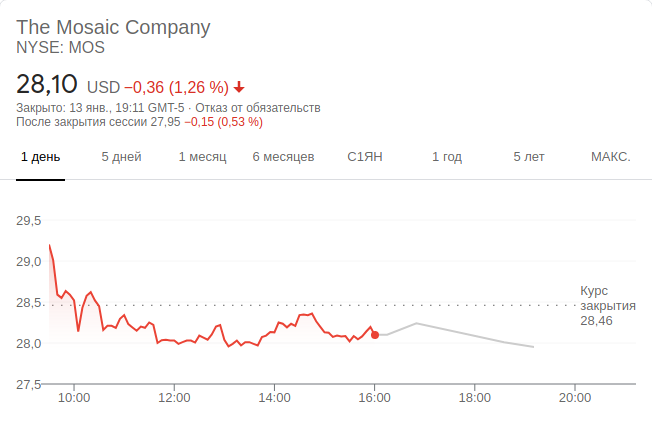 The Mosaic Company
NYSE: MOS
28,10 USD −0,36 (1,26 %)
Закрыто: 13 янв., 19:11 GMT-5 · Отказ от обязательств
После закрытия сессии 27,95 −0,15 (0,53 %)
1 день 5 дней 1 месяц 6 месяцев С1ЯН 1 год 5 лет МАКС.
29,5
29,0
28,5
28,0
27,5
Курс
закрытия
28,46
10:00 12:00 14:00 16:00 18:00 20:00